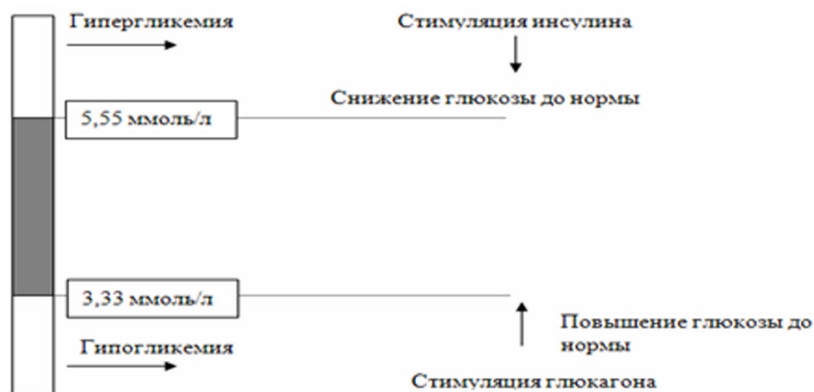 Гипергликемия
Стимуляция инсулина
Снижение глюкозы до нормы
5,55 ммоль/л
3,33 ммоль/л
Повышение глюкозы до
нормы
Гипогликемия
Стимуляция глюкагона